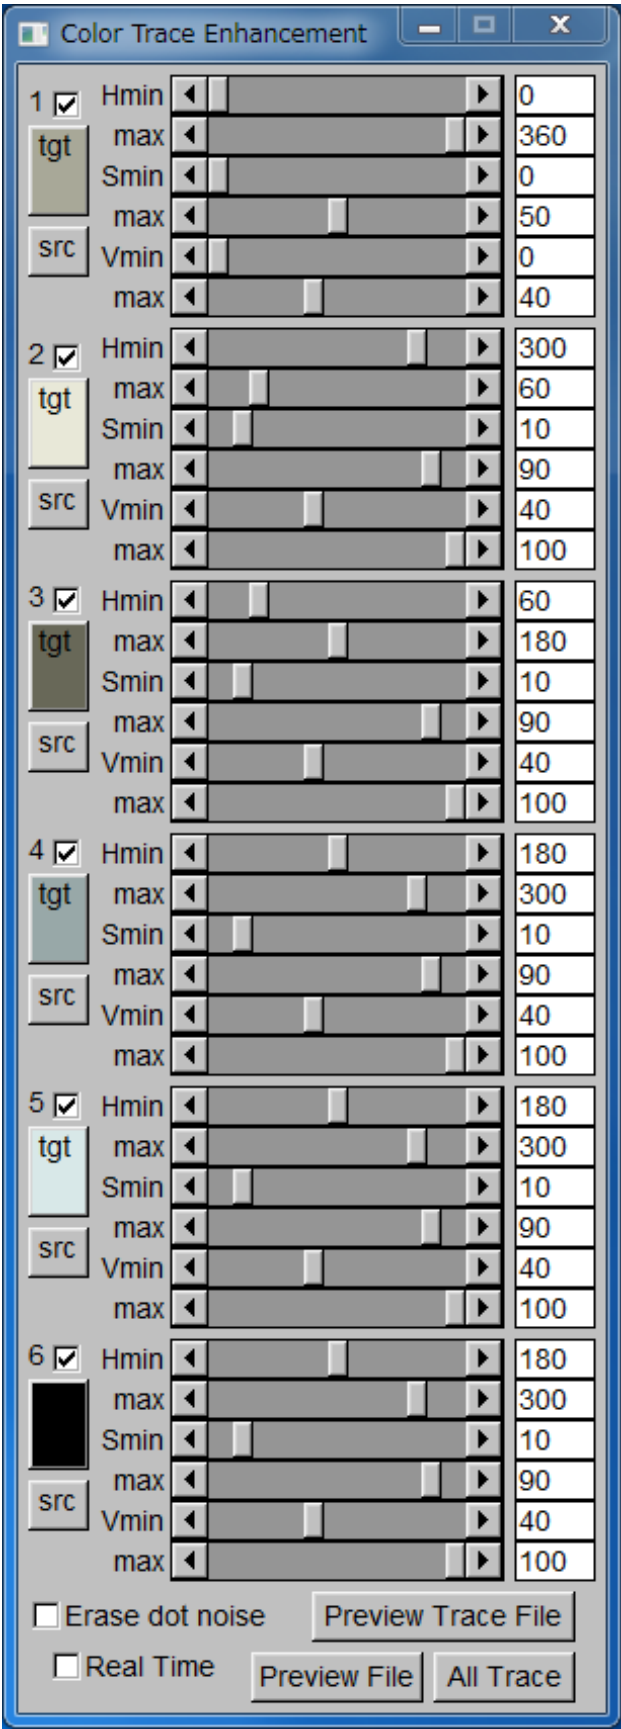 Color Trace Enhancement
1 Hmin 0
tgt max 360
Smin 0
max 50
src Vmin 0
max 40
2 Hmin 300
tgt max 60
Smin 10
max 90
src Vmin 40
max 100
3 Hmin 60
tgt max 180
Smin 10
max 90
src Vmin 40
max 100
4 Hmin 180
tgt max 300
Smin 10
max 90
src Vmin 40
max 100
5 Hmin 180
tgt max 300
Smin 10
max 90
src Vmin 40
max 100
6 Hmin 180
max 300
Smin 10
max 90
src Vmin 40
max 100
Erase dot noise Preview Trace File
Real Time Preview File All Trace